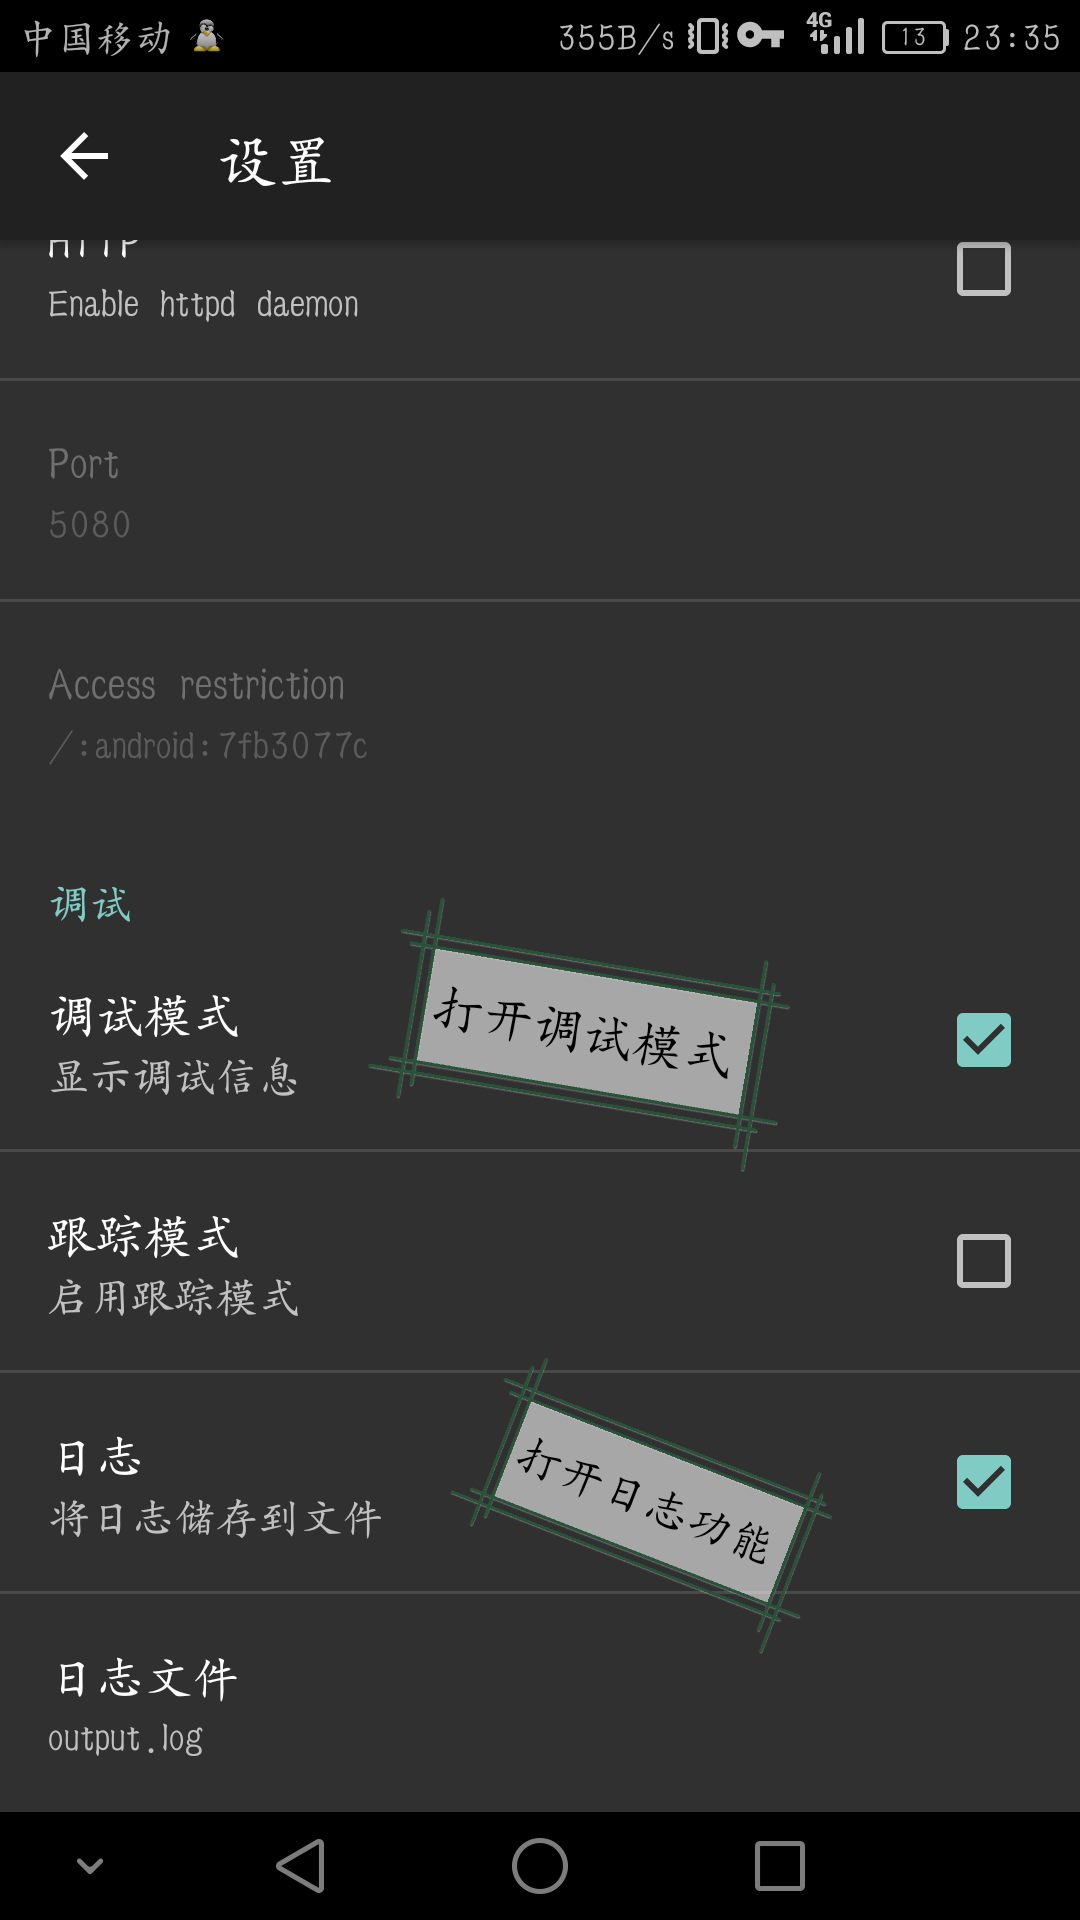 中国移动 355B/s 4G 13 23:35
设置
HTTP
Enable httpd daemon
Port
5080
Access restriction
/:android:7fb3077c
调试
调试模式
显示调试信息
打开调试模式
跟踪模式
启用跟踪模式
日志
将日志储存到文件
打开日志功能
日志文件
output.log